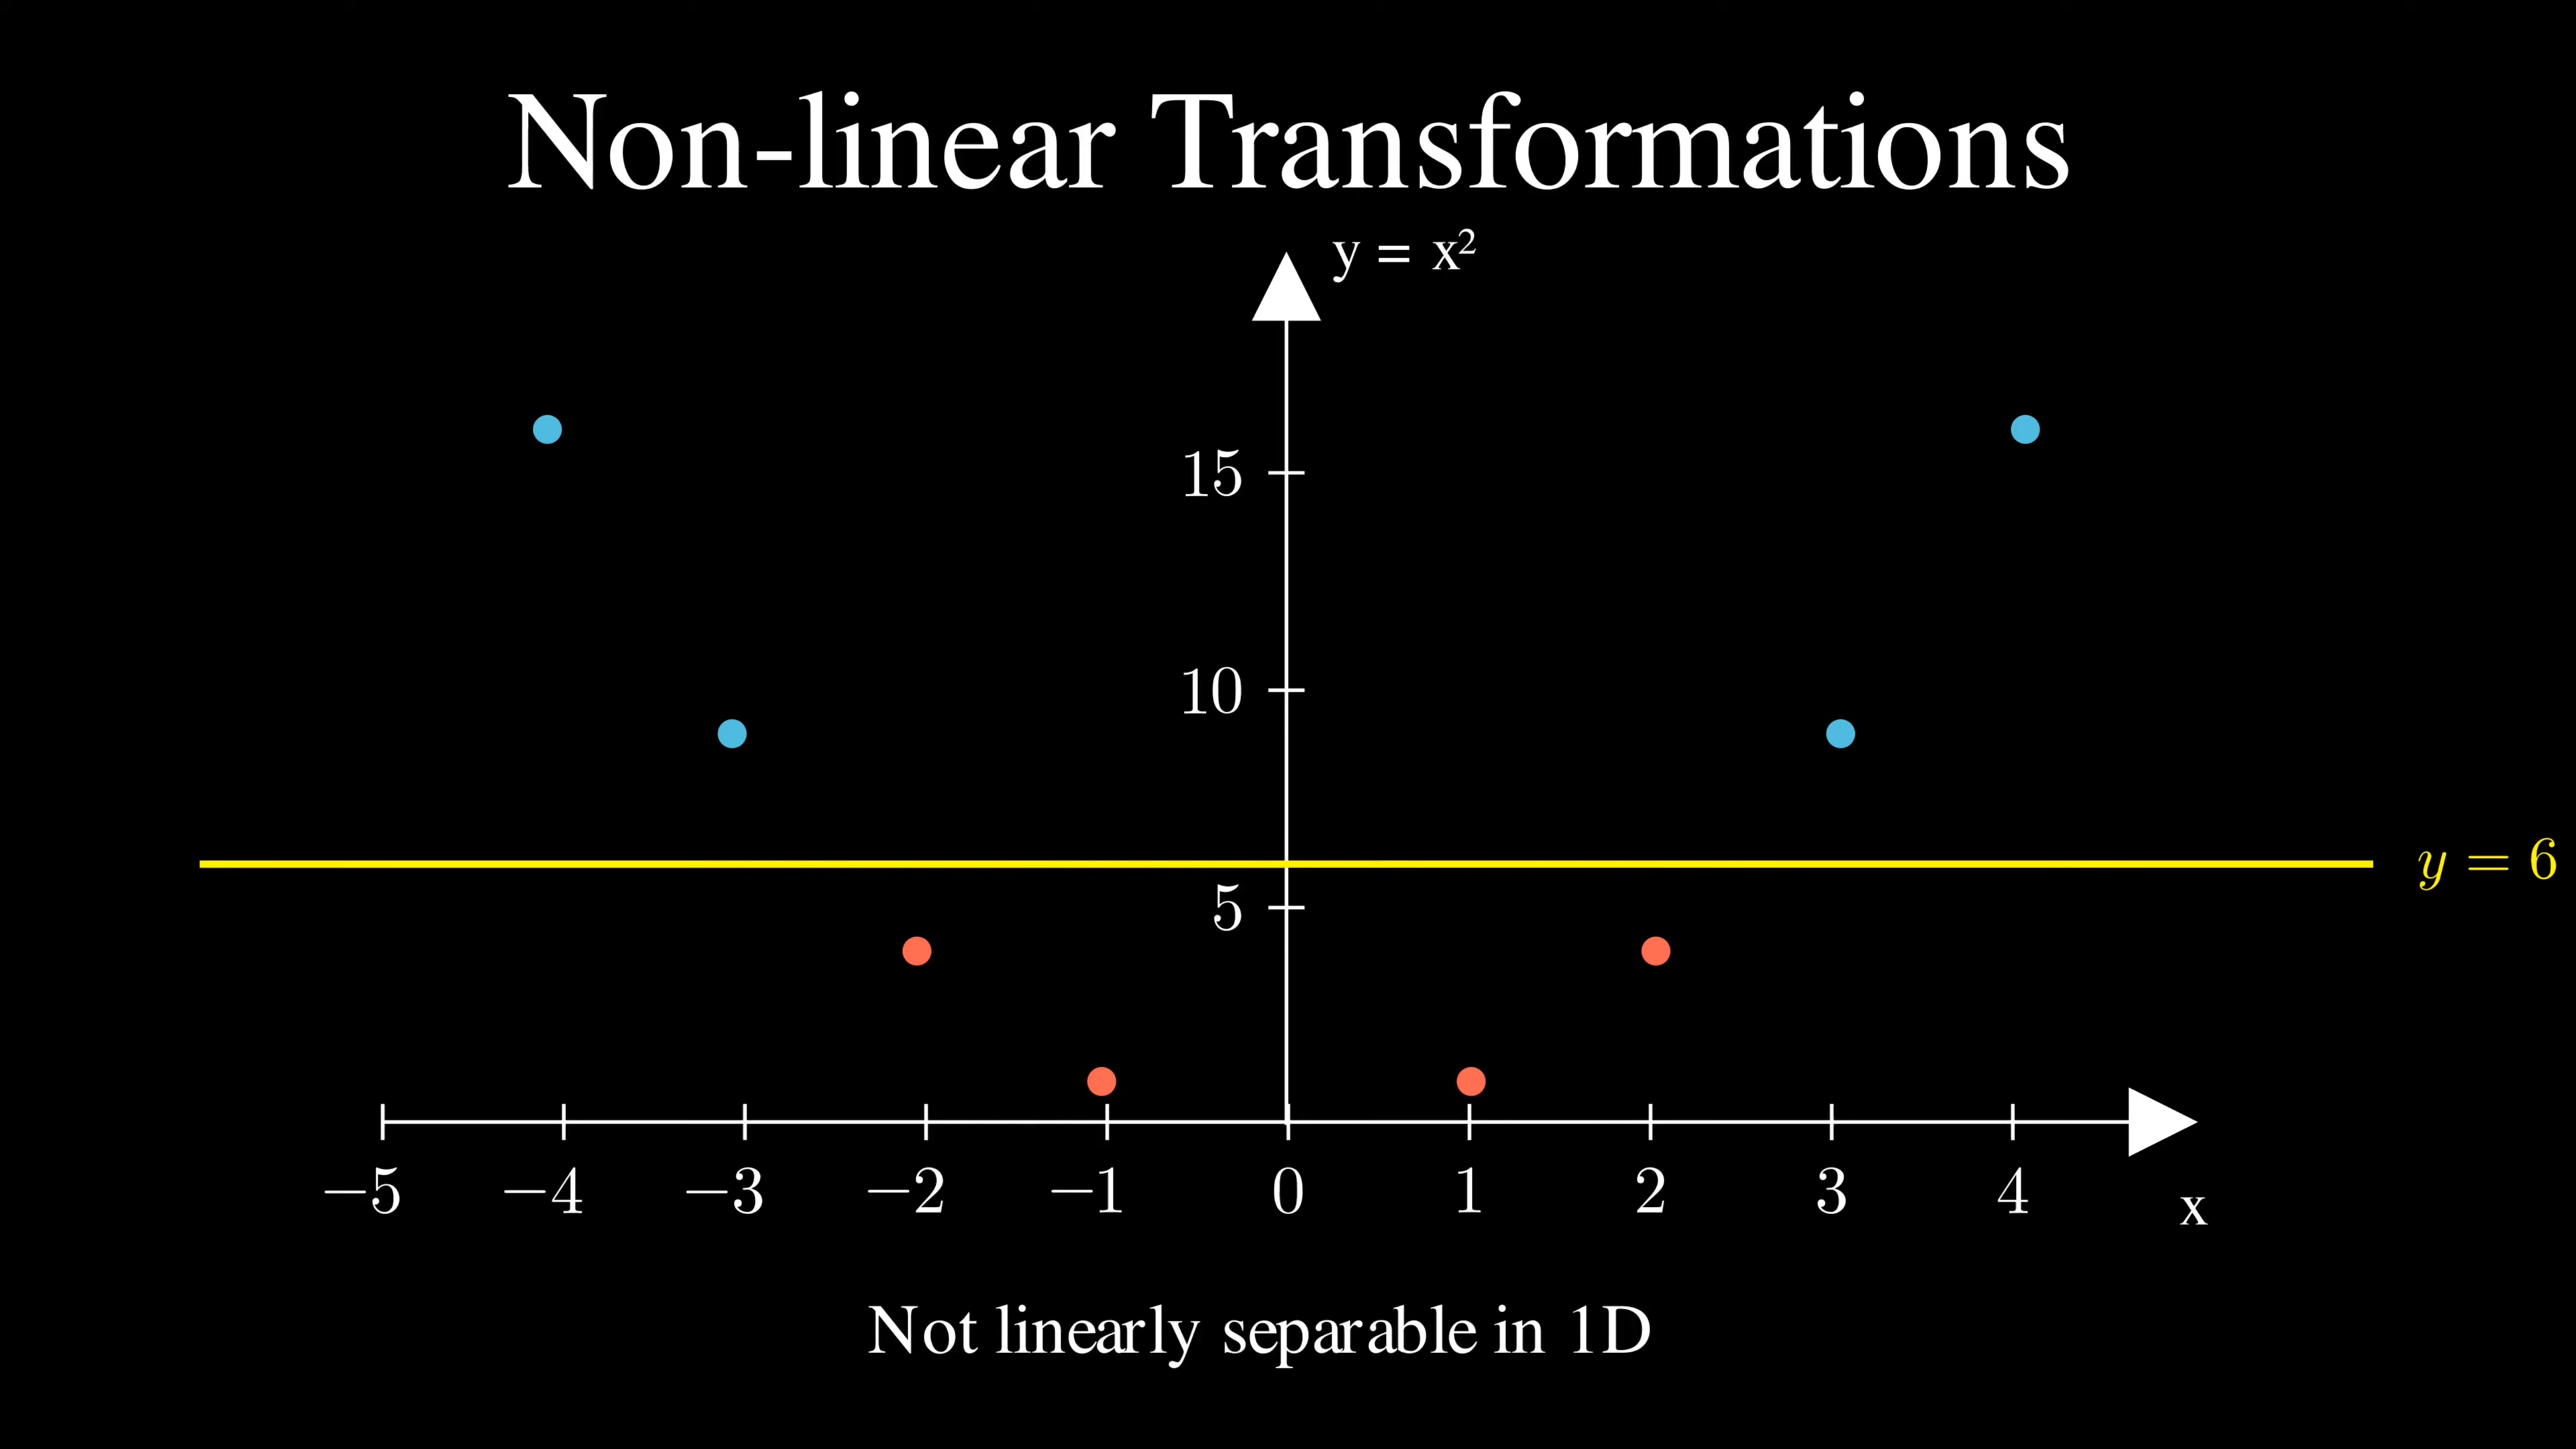 Non-linear Transformations
y = x²
15
10
y = 6
5
−5 −4 −3 −2 −1 0 1 2 3 4
x
Not linearly separable in 1D